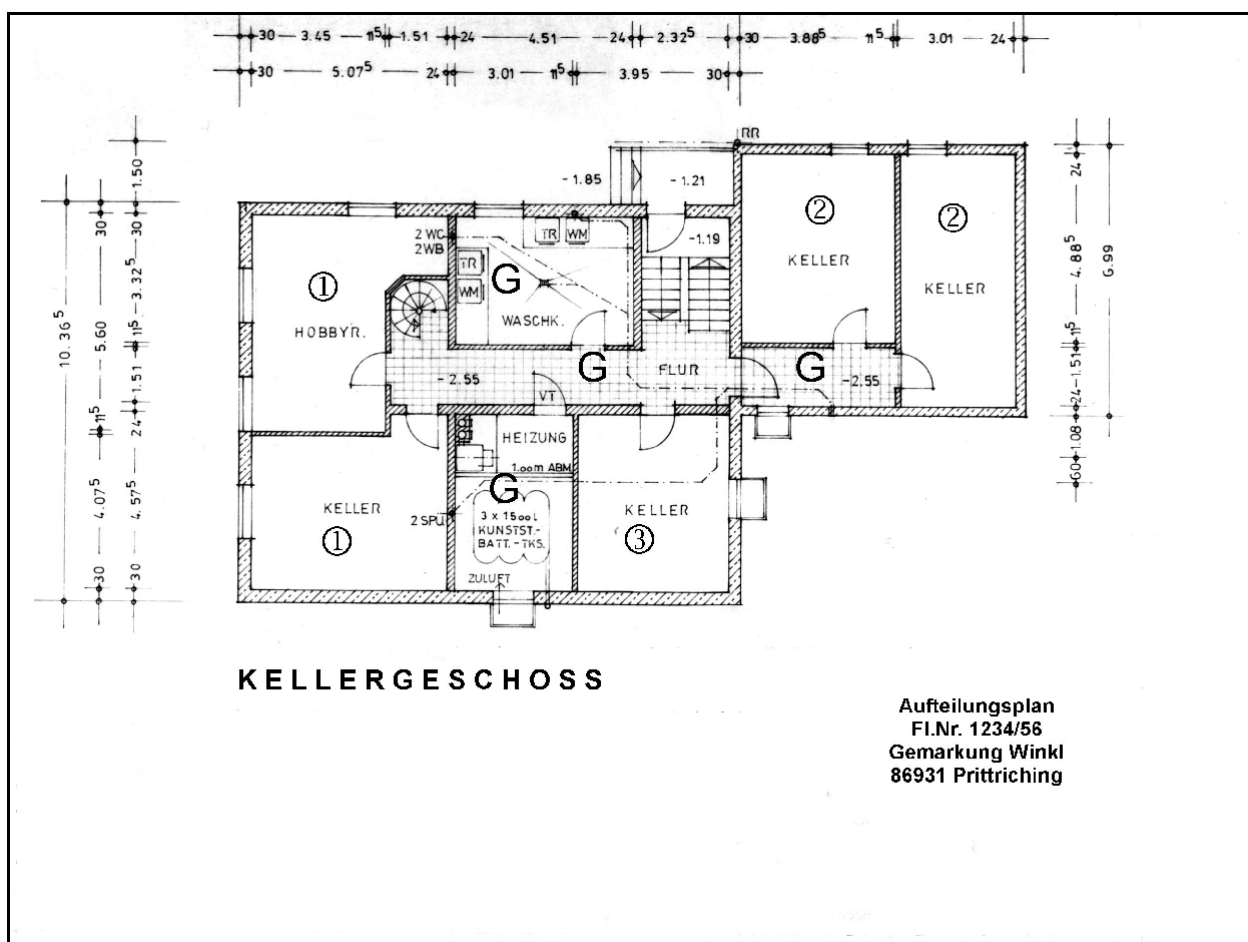 30 3.45 11⁵ 1.51 24 4.51 24 2.32⁵ 30 3.88⁵ 11⁵ 3.01 24
30 5.07⁵ 24 3.01 11⁵ 3.95 30
RR
- 1.85 - 1.21
2 WC
2WB
TR WM
-1.19
TR
WM
G
WASCHK.
①
HOBBYR.
②
KELLER
②
KELLER
- 2.55
G
FLUR
G
-2.55
VT
HEIZUNG
1.00m ABM
G
KELLER
①
2 SPÜ
3 x 1500 l
KUNSTST.-
BATT.-TKS.
ZULUFT
KELLER
③
10.36⁵
30 5.60 11⁵ 4.07⁵ 30
1.50 30 3.32⁵ 11⁵ 1.51 24 4.57⁵ 30
24 4.88⁵ 11⁵ 1.51 24 1.08 60
6.99
KELLERGESCHOSS
Aufteilungsplan
Fl.Nr. 1234/56
Gemarkung Winkl
86931 Prittriching